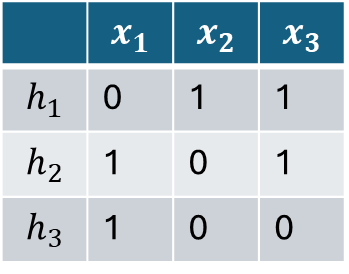 x₁ x₂ x₃
h₁ 0 1 1
h₂ 1 0 1
h₃ 1 0 0